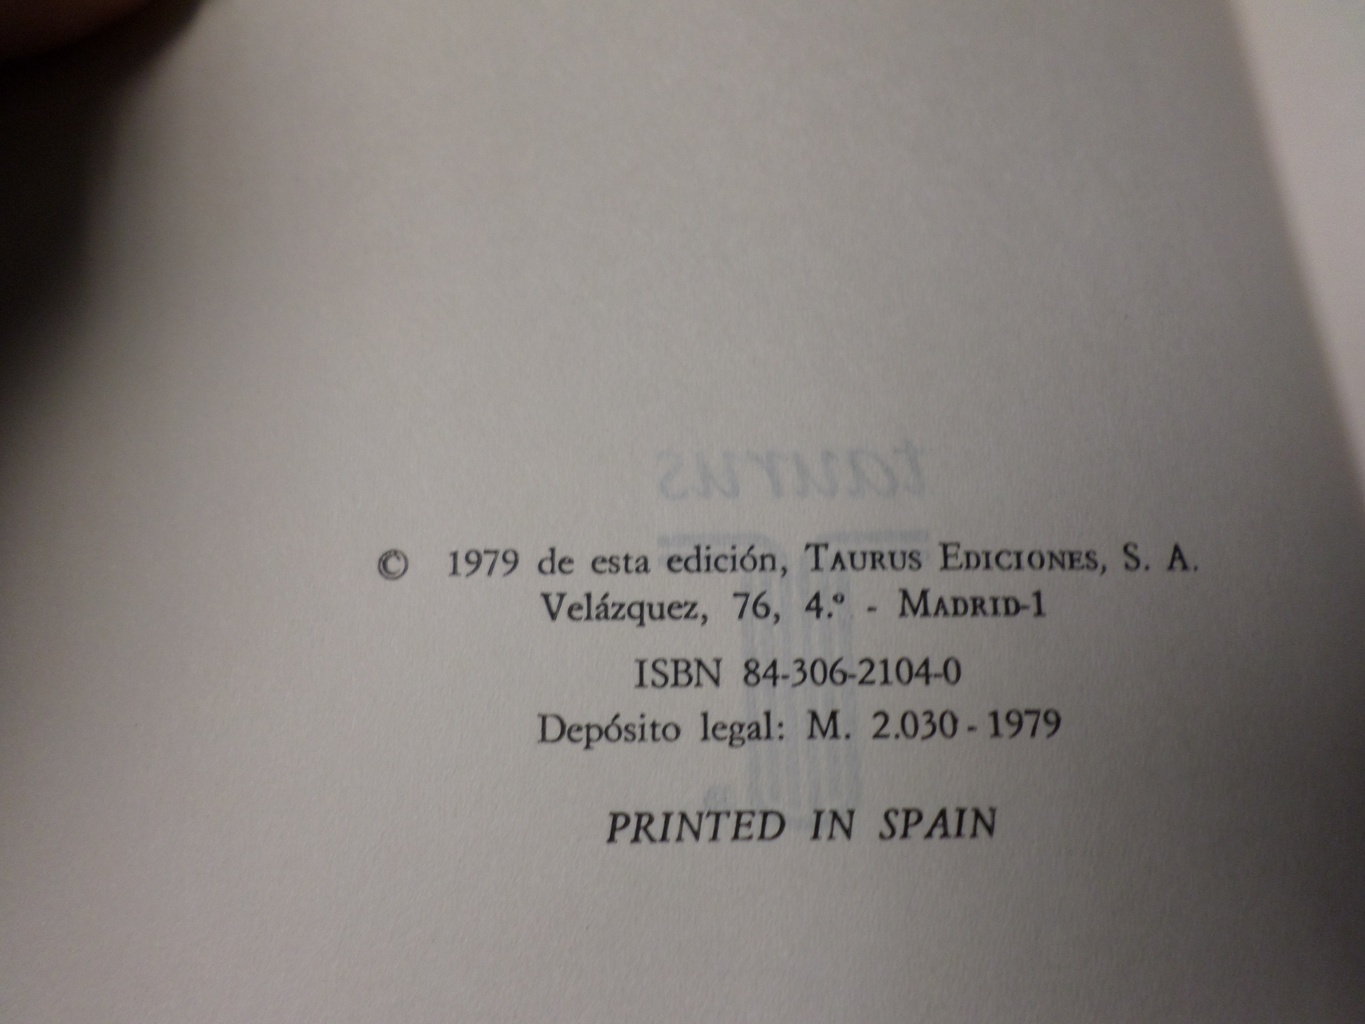 taurus
© 1979 de esta edición, TAURUS EDICIONES, S. A.
Velázquez, 76, 4.º - MADRID-1
ISBN 84-306-2104-0
Depósito legal: M. 2.030 - 1979
PRINTED IN SPAIN